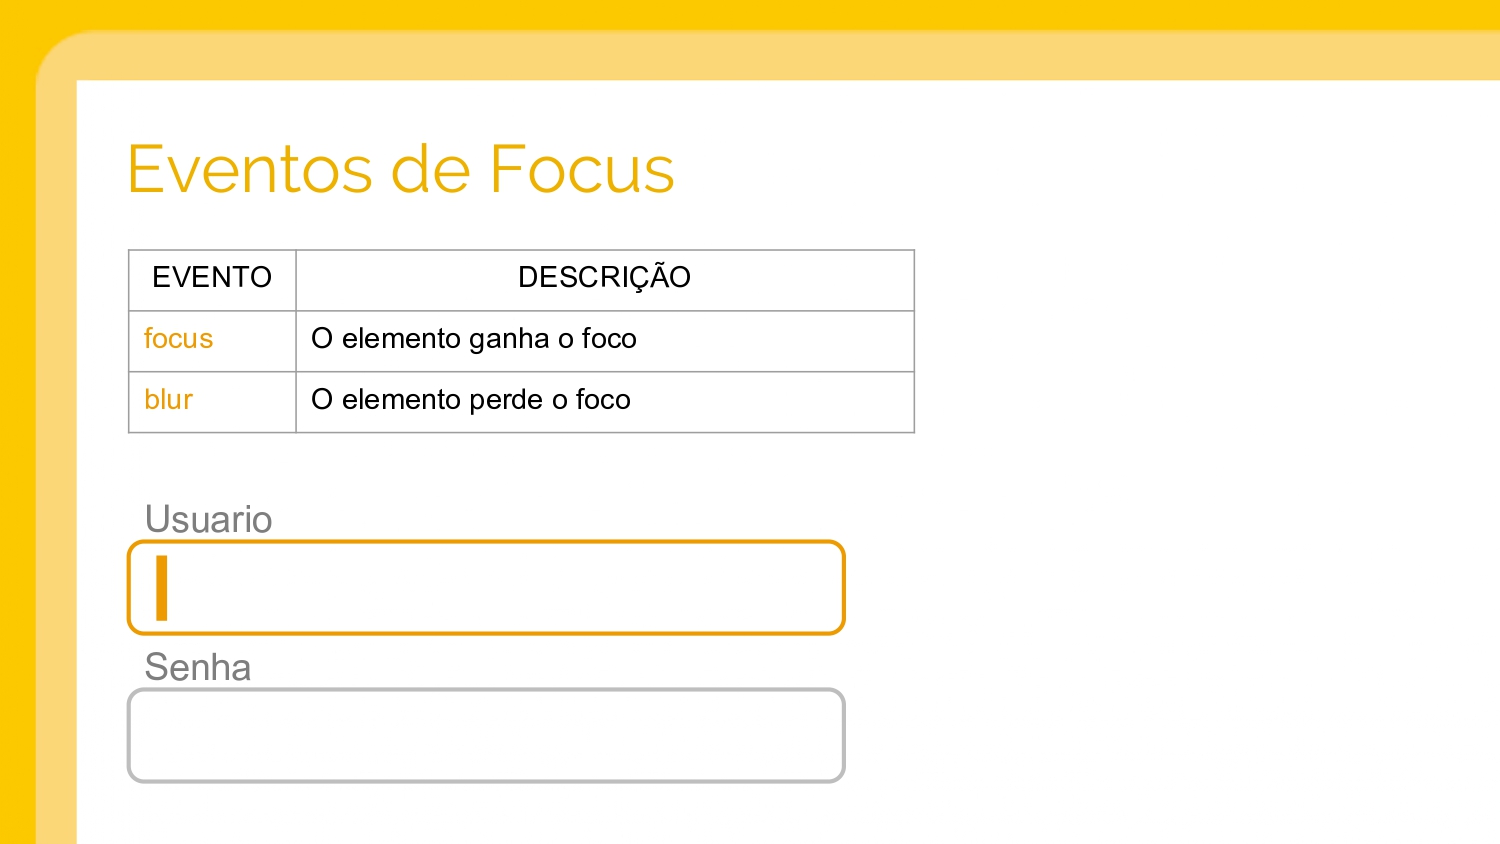 Eventos de Focus
EVENTO DESCRIÇÃO
focus O elemento ganha o foco
blur O elemento perde o foco
Usuario
Senha